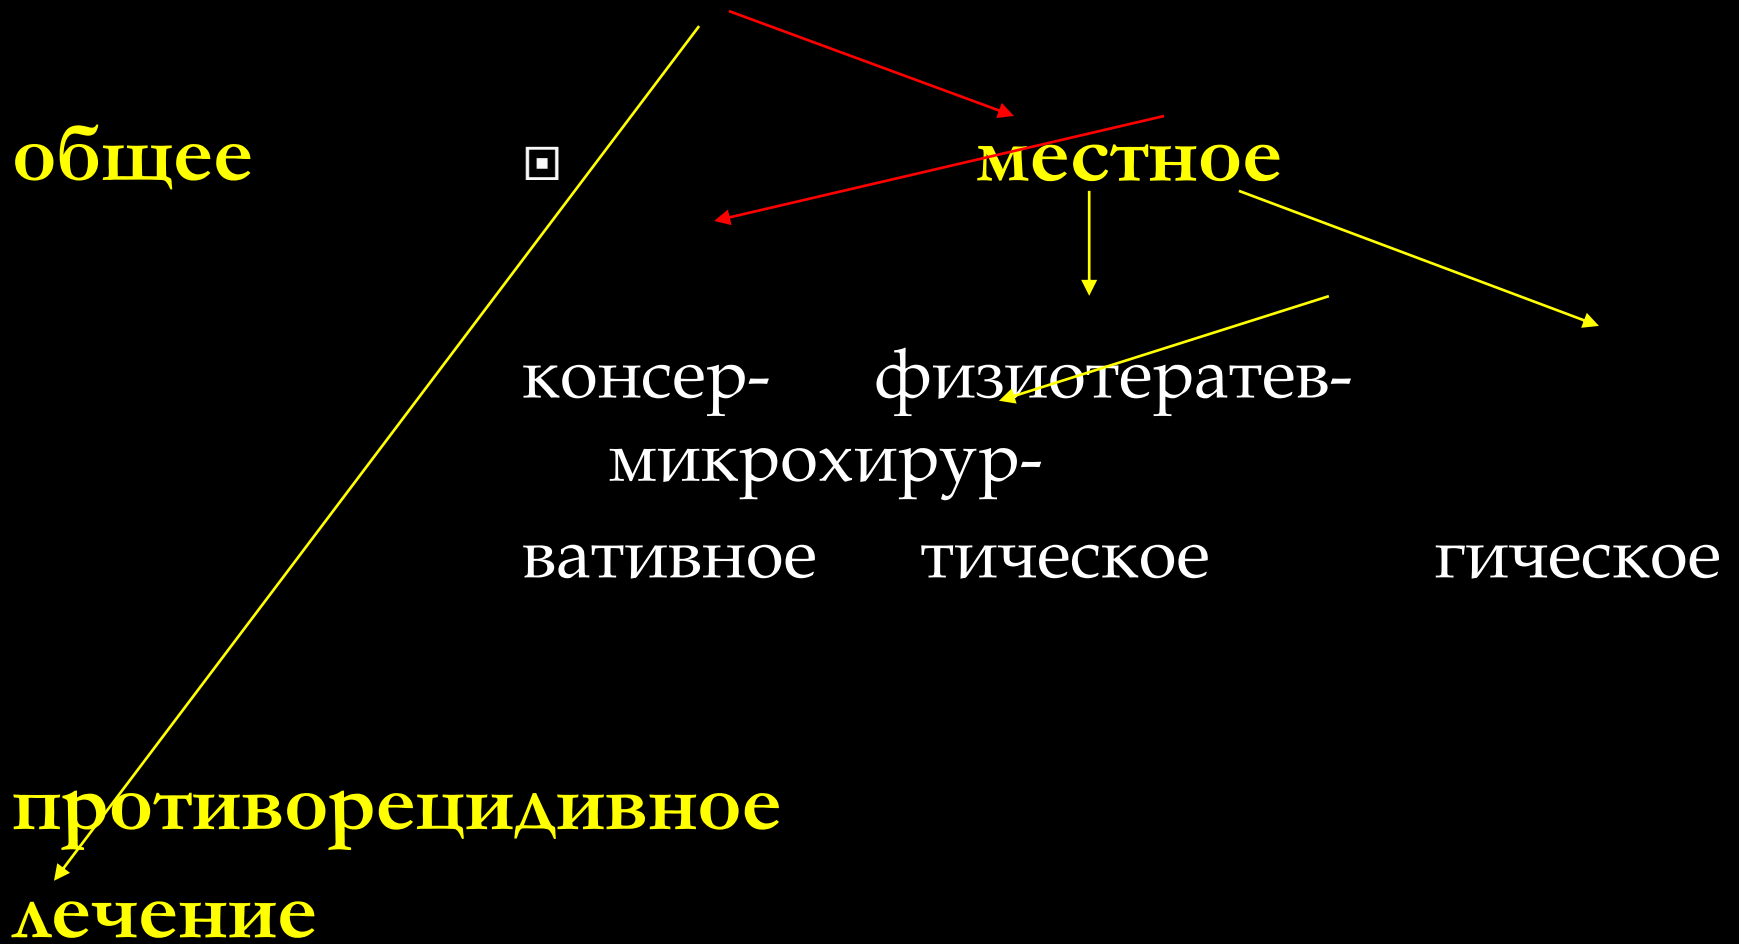 общее местное
консер- физиотератев-
микрохирур-
вативное тическое гическое
противорецидивное
лечение